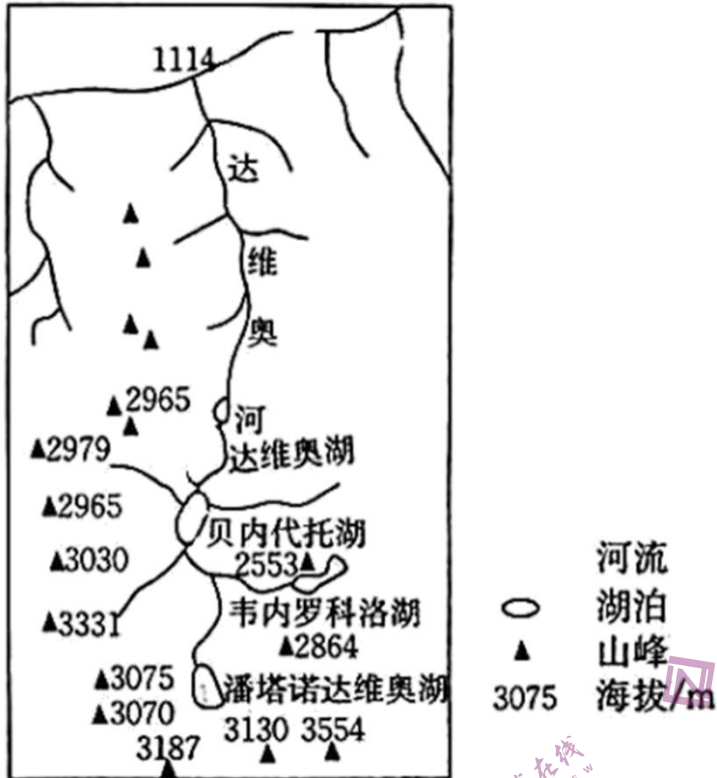 1114
达
维
奥
河
2965
2979
达维奥湖
2965
贝内代托湖
3030
2553
3331
韦内罗科洛湖
2864
3075
潘塔诺达维奥湖
3070
3130 3554
3187
河流
湖泊
山峰
3075 海拔/m
在线